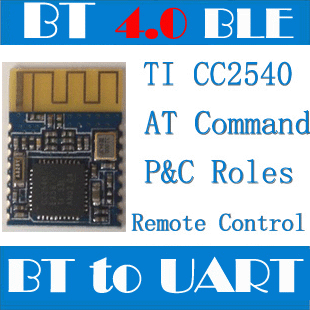 BT 4.0 BLE
TI CC2540
AT Command
P&C Roles
Remote Control
BT to UART